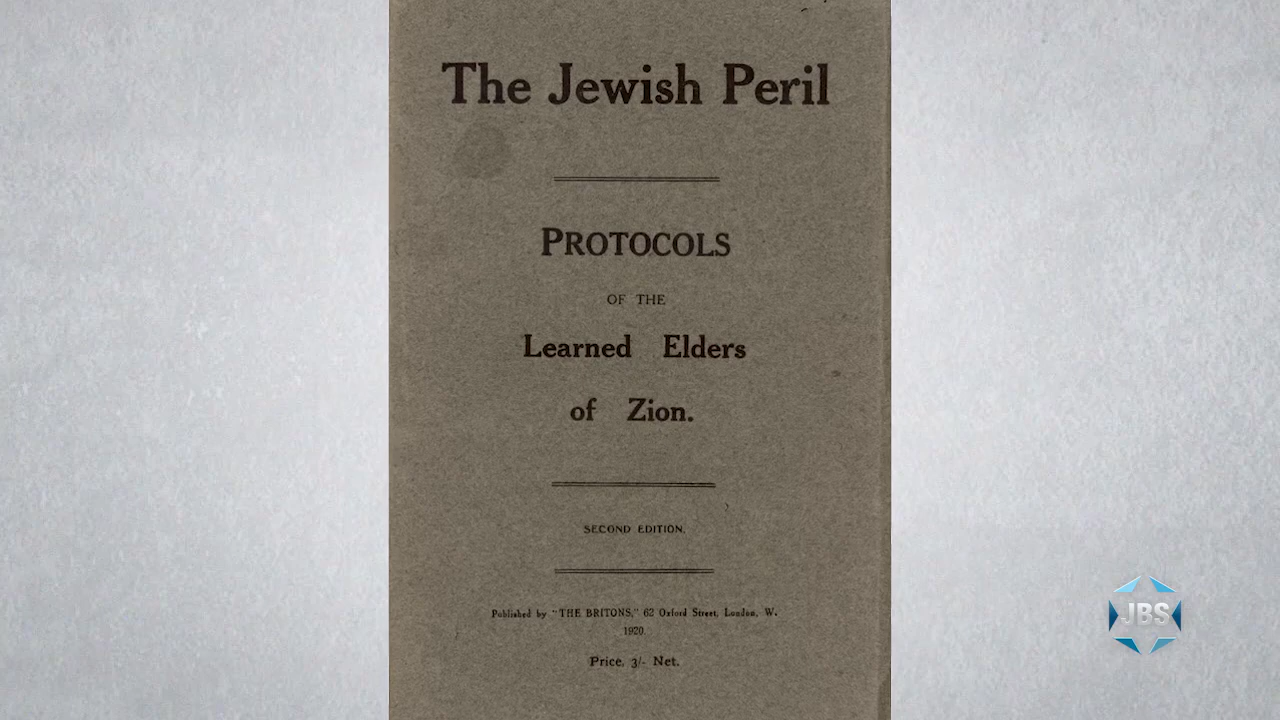 The Jewish Peril
PROTOCOLS
OF THE
Learned Elders
of Zion.
SECOND EDITION.
Published by "THE BRITONS," 62 Oxford Street, London, W.
1920.
Price, 3/- Net.
JBS